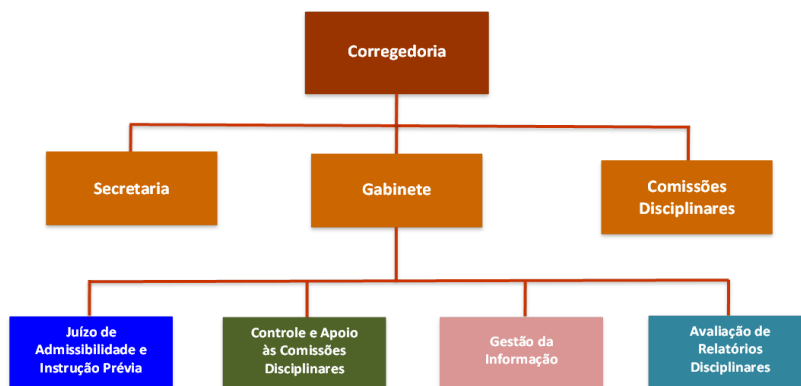 Corregedoria
Secretaria
Gabinete
Comissões
Disciplinares
Juízo de
Admissibilidade e
Instrução Prévia
Controle e Apoio
às Comissões
Disciplinares
Gestão da
Informação
Avaliação de
Relatórios
Disciplinares